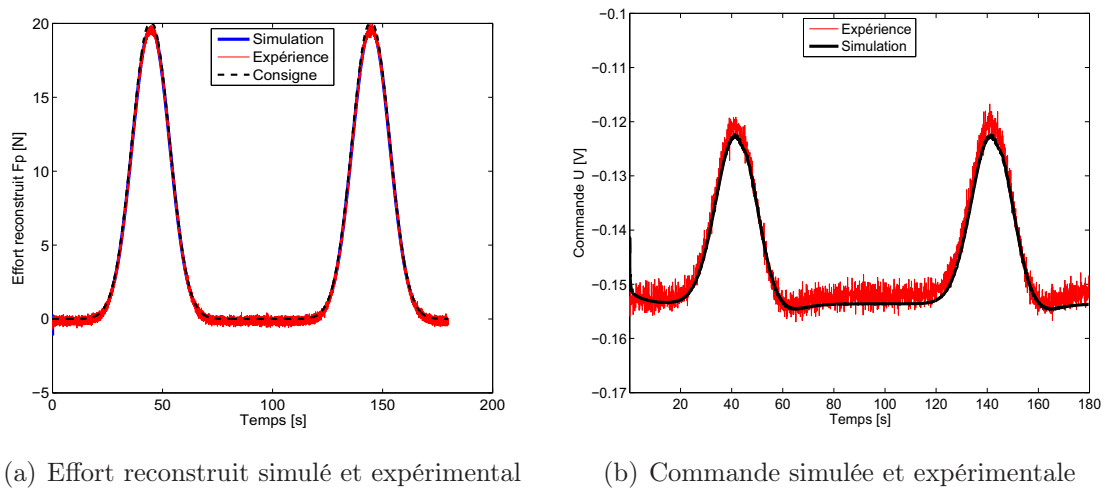 20
15
10
5
0
−5
0
50
100
150
200
Effort reconstruit Fp [N]
Temps [s]
Simulation
Expérience
Consigne
(a) Effort reconstruit simulé et expérimental
−0.1
−0.11
−0.12
−0.13
−0.14
−0.15
−0.16
−0.17
20
40
60
80
100
120
140
160
180
Commande U [V]
Temps [s]
Expérience
Simulation
(b) Commande simulée et expérimentale